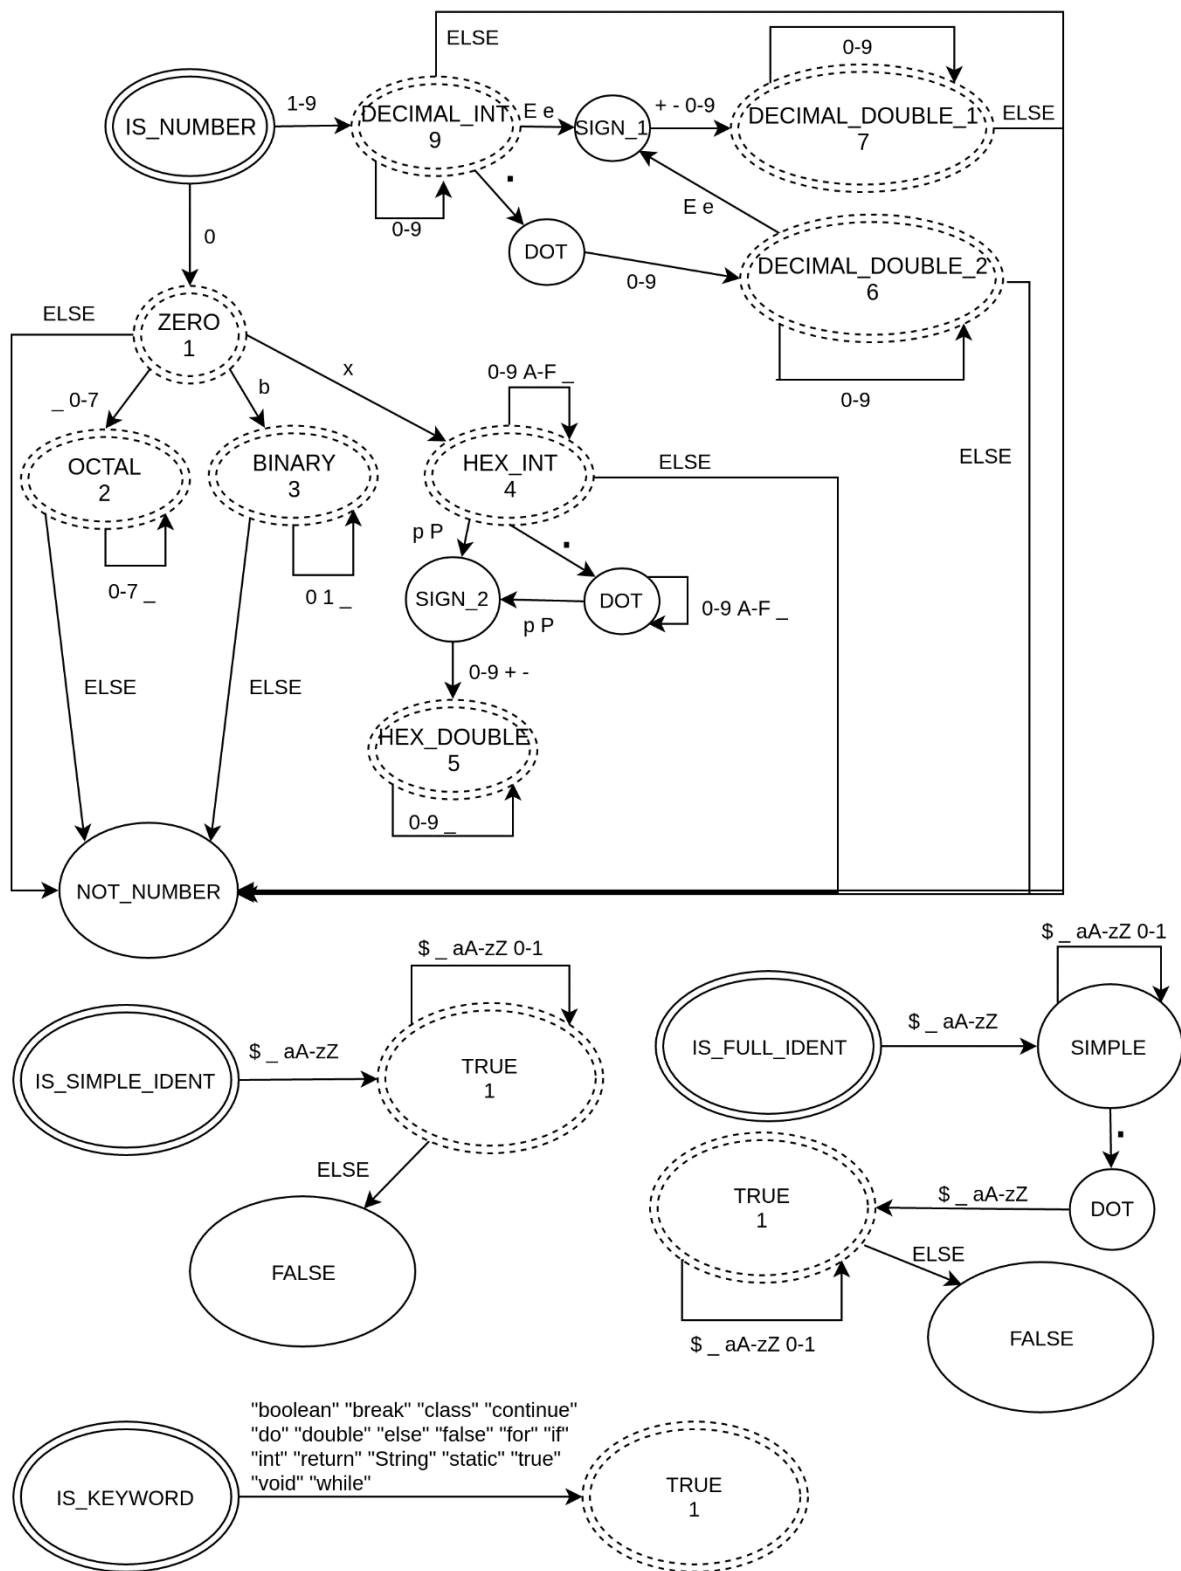 ELSE
0-9
IS_NUMBER
1-9
DECIMAL_INT
9
E e
SIGN_1
+ - 0-9
DECIMAL_DOUBLE_1
7
ELSE
.
0-9
E e
0
DOT
0-9
DECIMAL_DOUBLE_2
6
ELSE
ZERO
1
x
0-9 A-F _
0-9
_ 0-7
b
OCTAL
2
BINARY
3
HEX_INT
4
ELSE
ELSE
p P
.
0-7 _
0 1 _
SIGN_2
DOT
0-9 A-F _
p P
ELSE
ELSE
0-9 + -
HEX_DOUBLE
5
0-9 _
NOT_NUMBER
$ _ aA-zZ 0-1
$ _ aA-zZ 0-1
IS_SIMPLE_IDENT
$ _ aA-zZ
TRUE
1
IS_FULL_IDENT
$ _ aA-zZ
SIMPLE
.
ELSE
FALSE
TRUE
1
$ _ aA-zZ
DOT
ELSE
FALSE
$ _ aA-zZ 0-1
"boolean" "break" "class" "continue"
"do" "double" "else" "false" "for" "if"
"int" "return" "String" "static" "true"
"void" "while"
IS_KEYWORD
TRUE
1